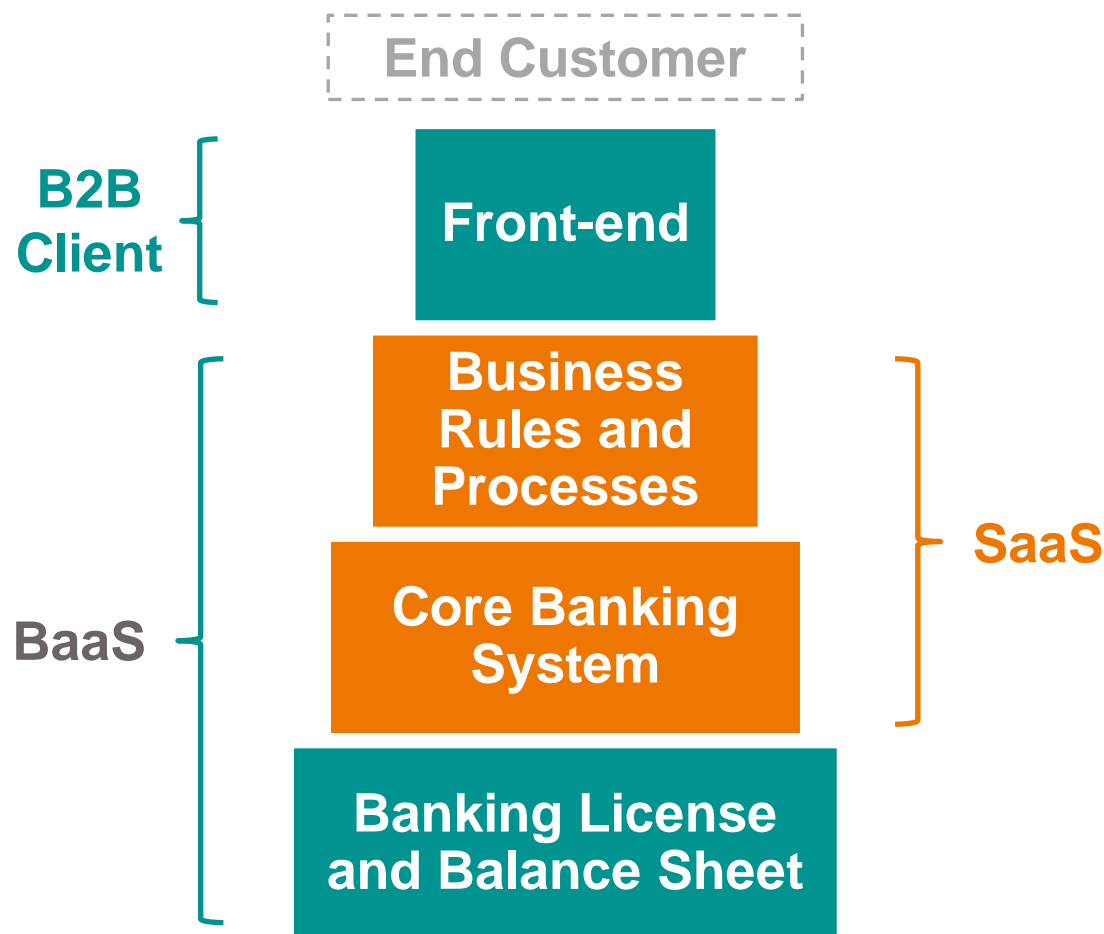 End Customer
B2B
Client
Front-end
Business
Rules and
Processes
SaaS
Core Banking
System
BaaS
Banking License
and Balance Sheet